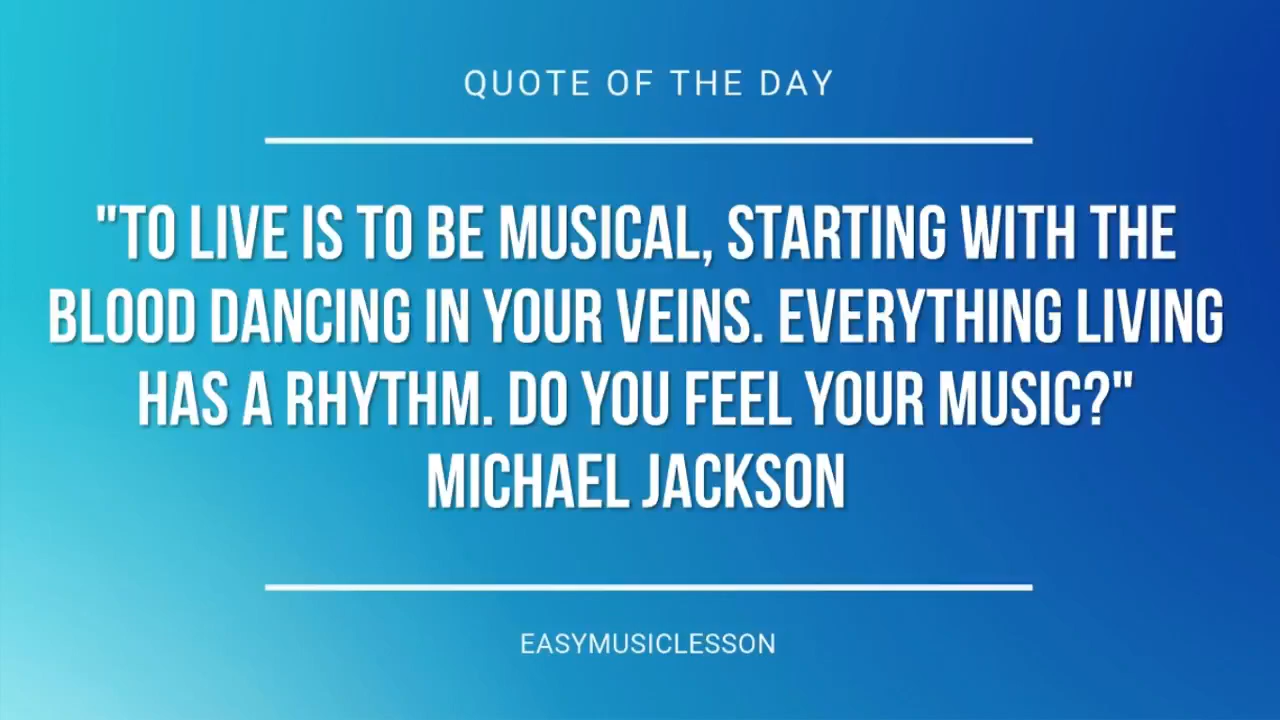 QUOTE OF THE DAY
"TO LIVE IS TO BE MUSICAL, STARTING WITH THE
BLOOD DANCING IN YOUR VEINS. EVERYTHING LIVING
HAS A RHYTHM. DO YOU FEEL YOUR MUSIC?"
MICHAEL JACKSON
EASYMUSICLESSON